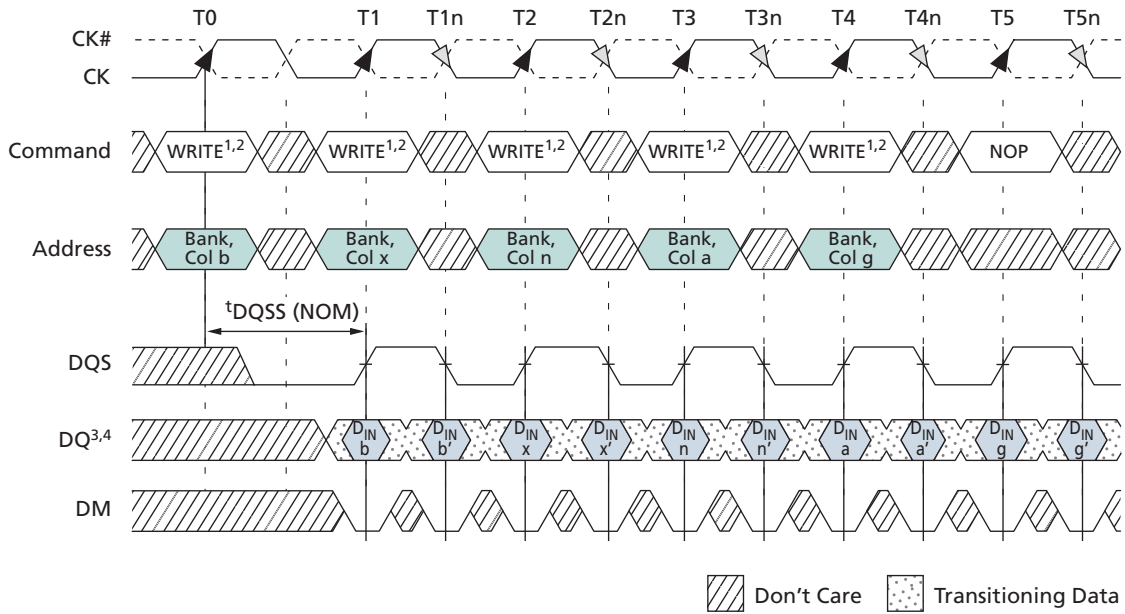 T0 T1 T1n T2 T2n T3 T3n T4 T4n T5 T5n
CK#
CK
Command WRITE1,2 WRITE1,2 WRITE1,2 WRITE1,2 WRITE1,2 NOP
Address Bank, Bank, Bank, Bank, Bank,
Col b Col x Col n Col a Col g
tDQSS (NOM)
DQS
DQ3,4 DIN DIN DIN DIN DIN DIN DIN DIN DIN DIN
b b' x x' n n' a a' g g'
DM
Don't Care Transitioning Data